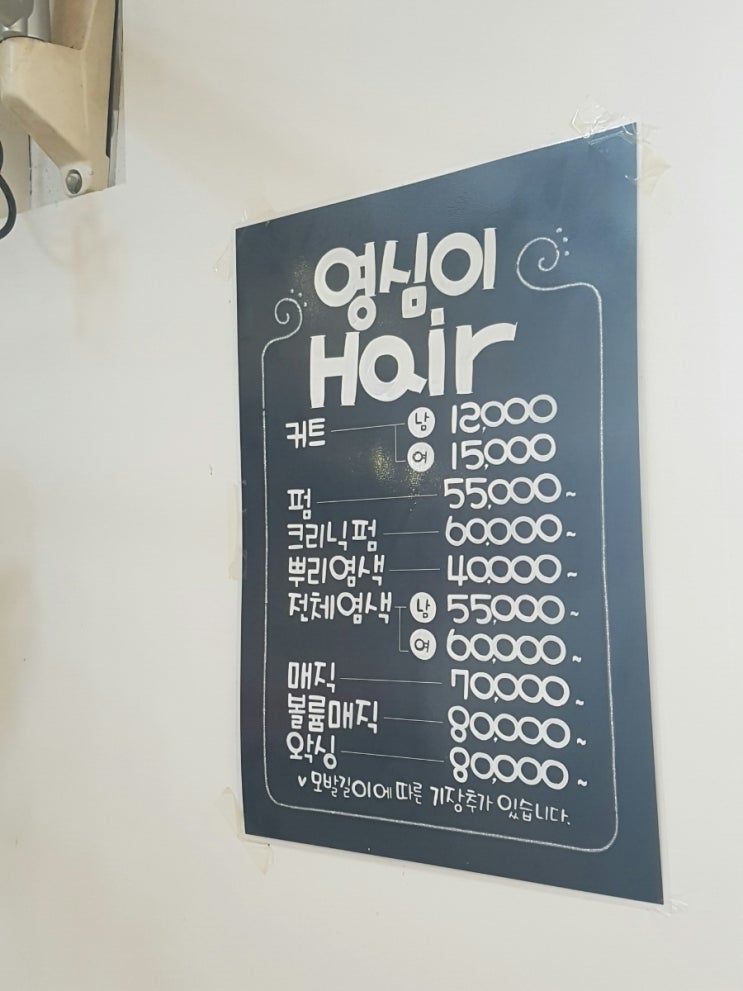 영심이
Hair
커트 남 12,000
여 15,000
펌 55,000~
크리닉펌 60,000~
뿌리염색 40,000~
전체염색 남 55,000~
여 60,000~
매직 70,000~
볼륨매직 80,000~
왁싱 80,000~
♥ 모발길이에 따른 기장추가 있습니다.